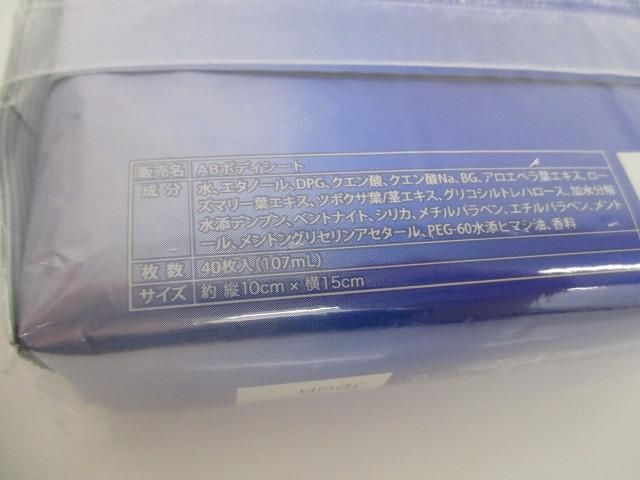 販売名 ABボディシート
成分 水、エタノール、DPG、クエン酸、クエン酸Na、BG、アロエベラ葉エキス、ロー
ズマリー葉エキス、ツボクサ葉/茎エキス、グリコシルトレハロース、加水分解
水添デンプン、ベントナイト、シリカ、メチルパラベン、エチルパラベン、メント
ール、メントングリセリンアセタール、PEG-60水添ヒマシ油、香料
枚数 40枚入(107mL)
サイズ 約 縦10cm × 横15cm